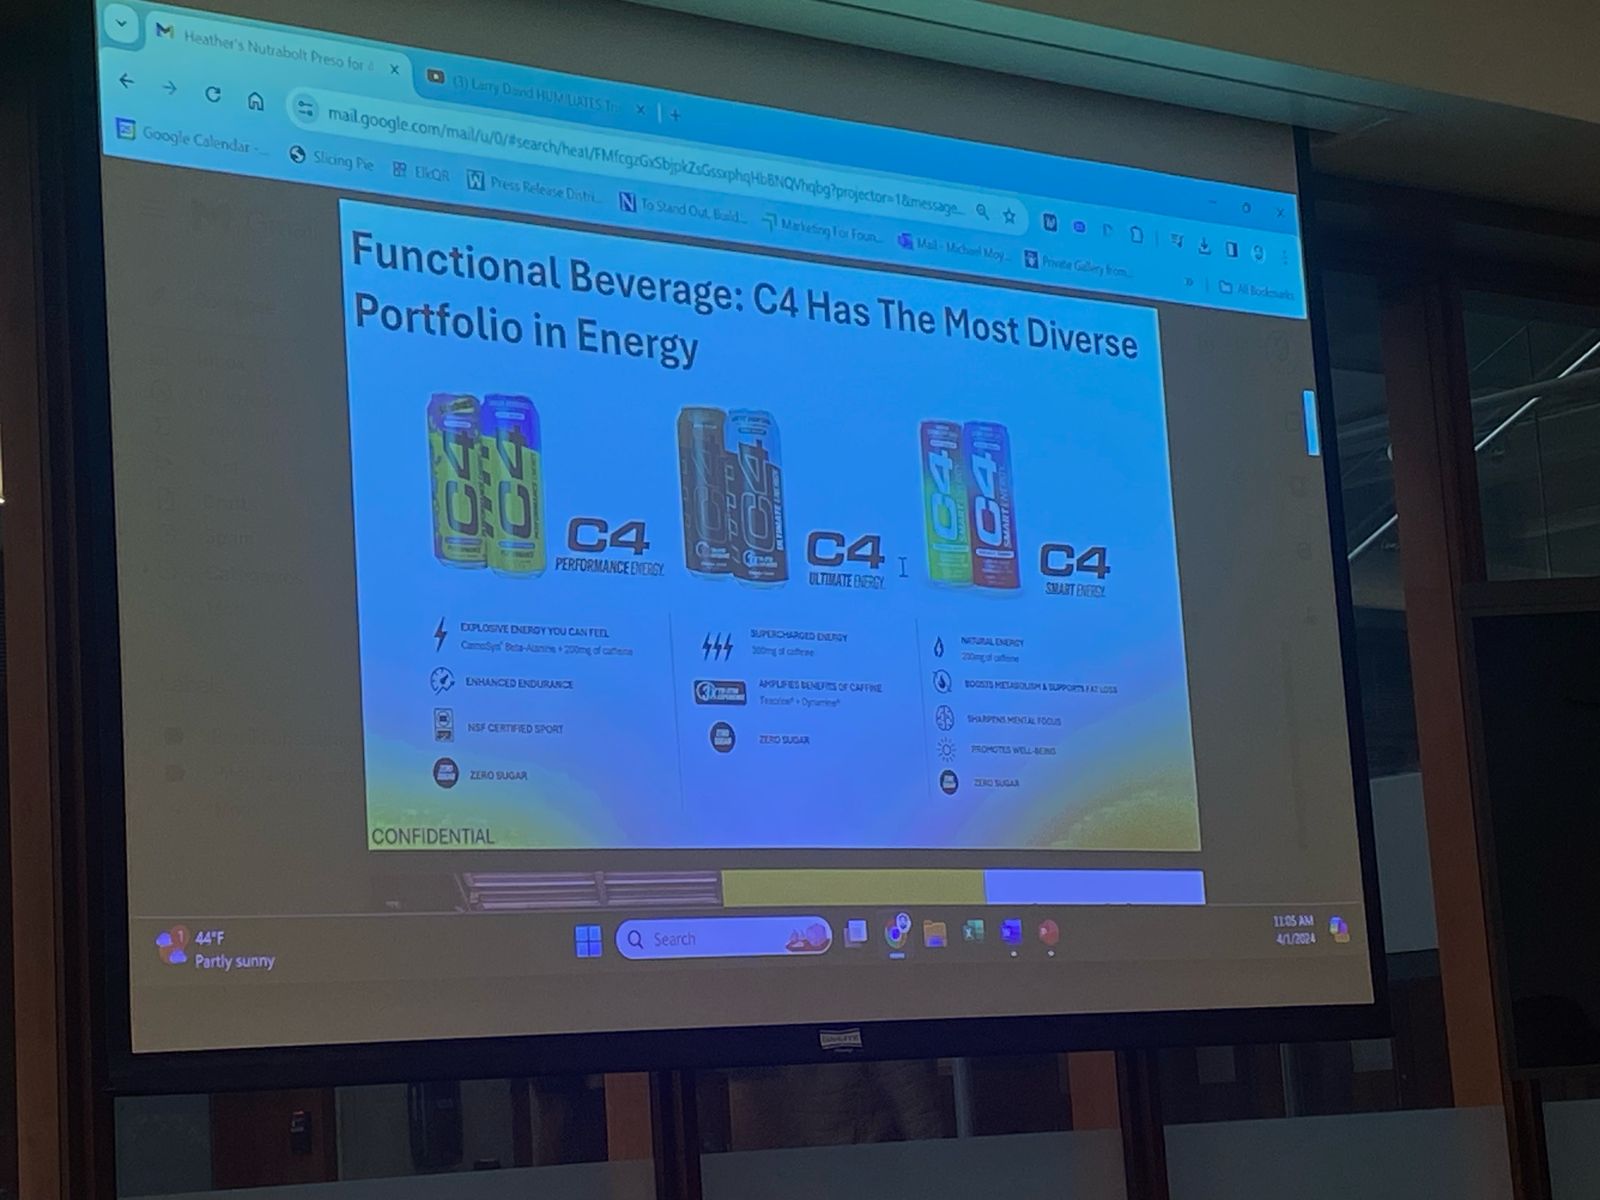 Heather's Nutrabolt Preso for
(3) Larry David HUMILIATES
mail.google.com/mail/u/0/#search/heat/FMfcgzGxSbjpkZsGssxphqHbBNQVhqbg?projector=1&message...
Google Calendar -...
Slicing Pie
ElkQR
Press Release Distri...
To Stand Out, Build...
Marketing For Foun...
Mail - Michael Moy...
Private Gallery from...
All Bookmarks
Functional Beverage: C4 Has The Most Diverse
Portfolio in Energy
C4
PERFORMANCE ENERGY
C4
ULTIMATE ENERGY
C4
SMART ENERGY
EXPLOSIVE ENERGY YOU CAN FEEL
CarnoSyn® Beta-Alanine + 200mg of caffeine
ENHANCED ENDURANCE
NSF CERTIFIED SPORT
ZERO SUGAR
SUPERCHARGED ENERGY
300mg of caffeine
AMPLIFIES BENEFITS OF CAFFINE
Teacrine® + Dynamine®
ZERO SUGAR
NATURAL ENERGY
200mg of caffeine
BOOSTS METABOLISM & SUPPORTS FAT LOSS
SHARPENS MENTAL FOCUS
PROMOTES WELL-BEING
ZERO SUGAR
CONFIDENTIAL
1
44°F
Partly sunny
Search
11:05 AM
4/1/2024
DA-LITE